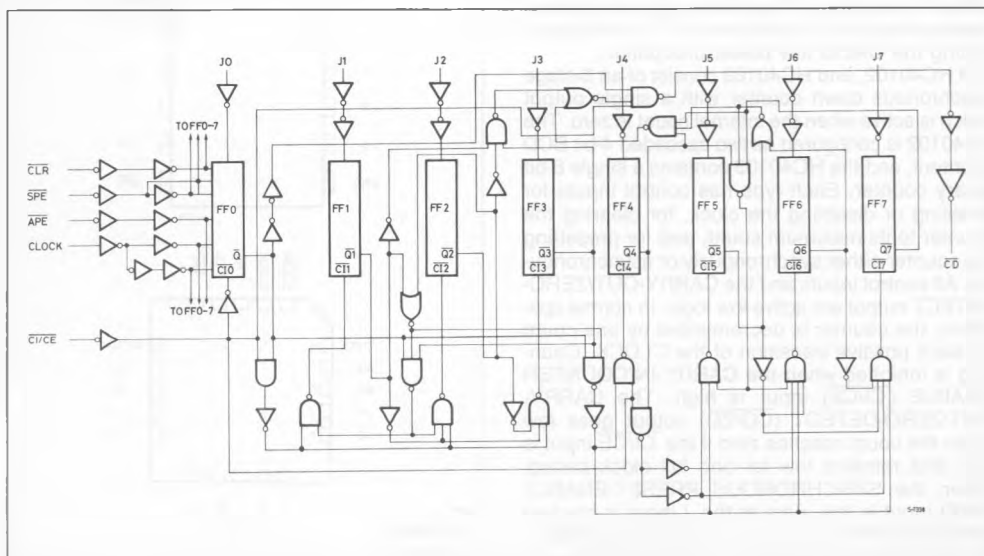 J0 J1 J2 J3 J4 J5 J6 J7
TO FF0-7
CLR
SPE
APE
CLOCK
FF0 FF1 FF2 FF3 FF4 FF5 FF6 FF7
Q Q1 Q2 Q3 Q4 Q5 Q6 Q7
CI0 CI1 CI2 CI3 CI4 CI5 CI6 CI7
TO FF0-7
CI/CE